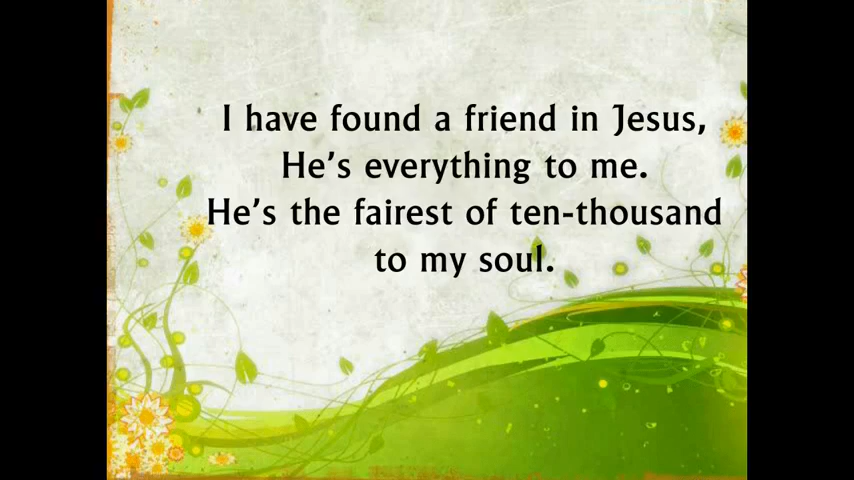 I have found a friend in Jesus,
He’s everything to me.
He’s the fairest of ten-thousand
to my soul.